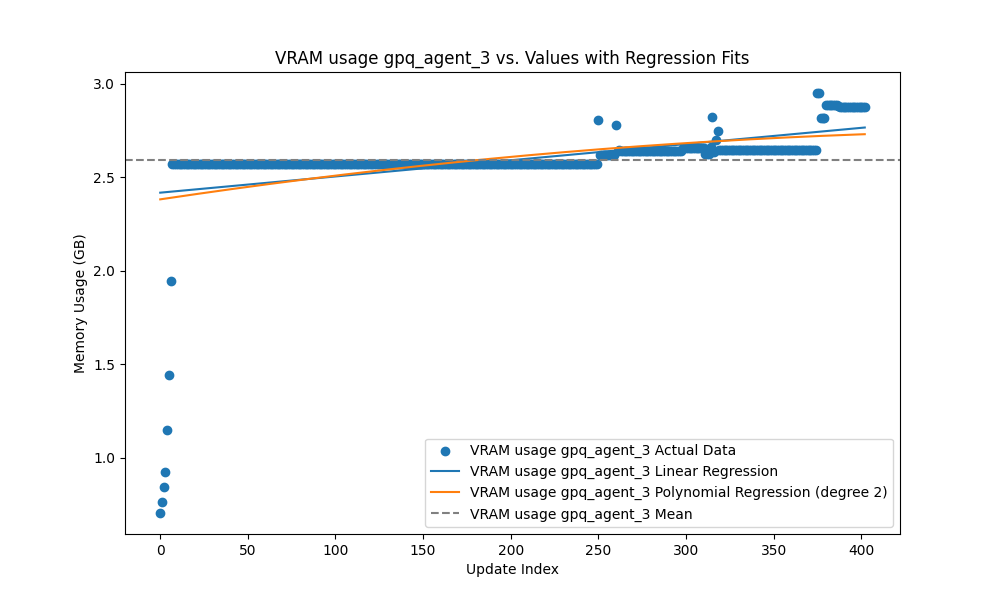 VRAM usage gpq_agent_3 vs. Values with Regression Fits
3.0
2.5
2.0
1.5
1.0
Memory Usage (GB)
VRAM usage gpq_agent_3 Actual Data
VRAM usage gpq_agent_3 Linear Regression
VRAM usage gpq_agent_3 Polynomial Regression (degree 2)
VRAM usage gpq_agent_3 Mean
0 50 100 150 200 250 300 350 400
Update Index